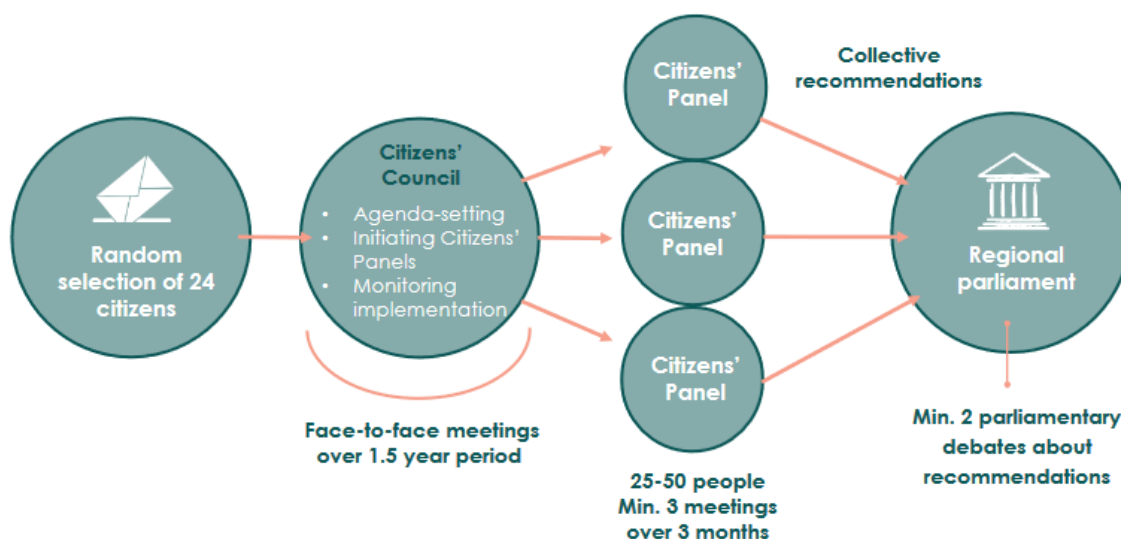 Random
selection of 24
citizens
Citizens'
Council
• Agenda-setting
• Initiating Citizens'
Panels
• Monitoring
implementation
Face-to-face meetings
over 1.5 year period
Citizens'
Panel
Citizens'
Panel
Citizens'
Panel
25-50 people
Min. 3 meetings
over 3 months
Collective
recommendations
Regional
parliament
Min. 2 parliamentary
debates about
recommendations